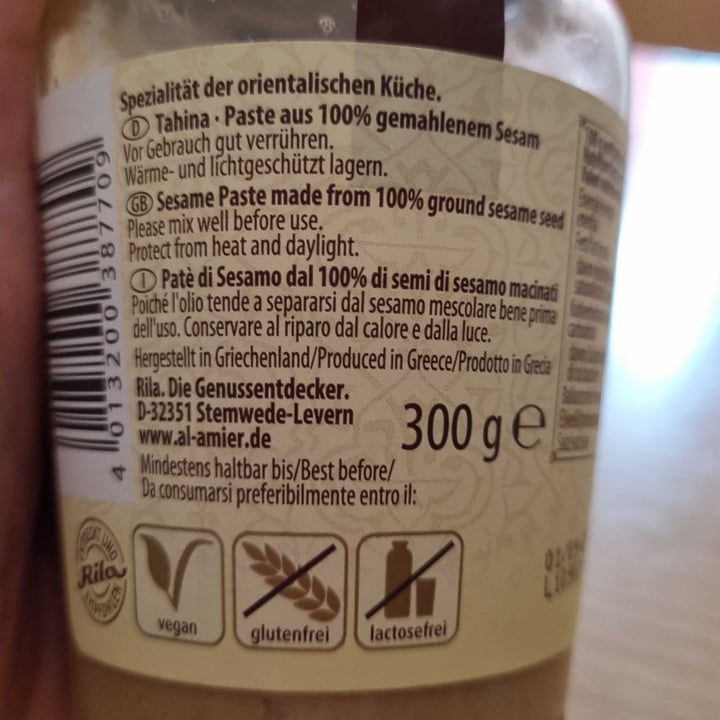 Spezialität der orientalischen Küche.
D Tahina · Paste aus 100% gemahlenem Sesam
Vor Gebrauch gut verrühren.
Wärme- und lichtgeschützt lagern.
GB Sesame Paste made from 100% ground sesame seed
Please mix well before use.
Protect from heat and daylight.
I Patè di Sesamo dal 100% di semi di sesamo macinati
Poiché l'olio tende a separarsi dal sesamo mescolare bene prima
dell'uso. Conservare al riparo dal calore e dalla luce.
Hergestellt in Griechenland/Produced in Greece/Prodotto in Grecia
Rila. Die Genussentdecker.
D-32351 Stemwede-Levern
www.al-amier.de
300 g e
Mindestens haltbar bis/Best before/
Da consumarsi preferibilmente entro il:
4 013200 387709
Rila
vegan
glutenfrei
lactosefrei